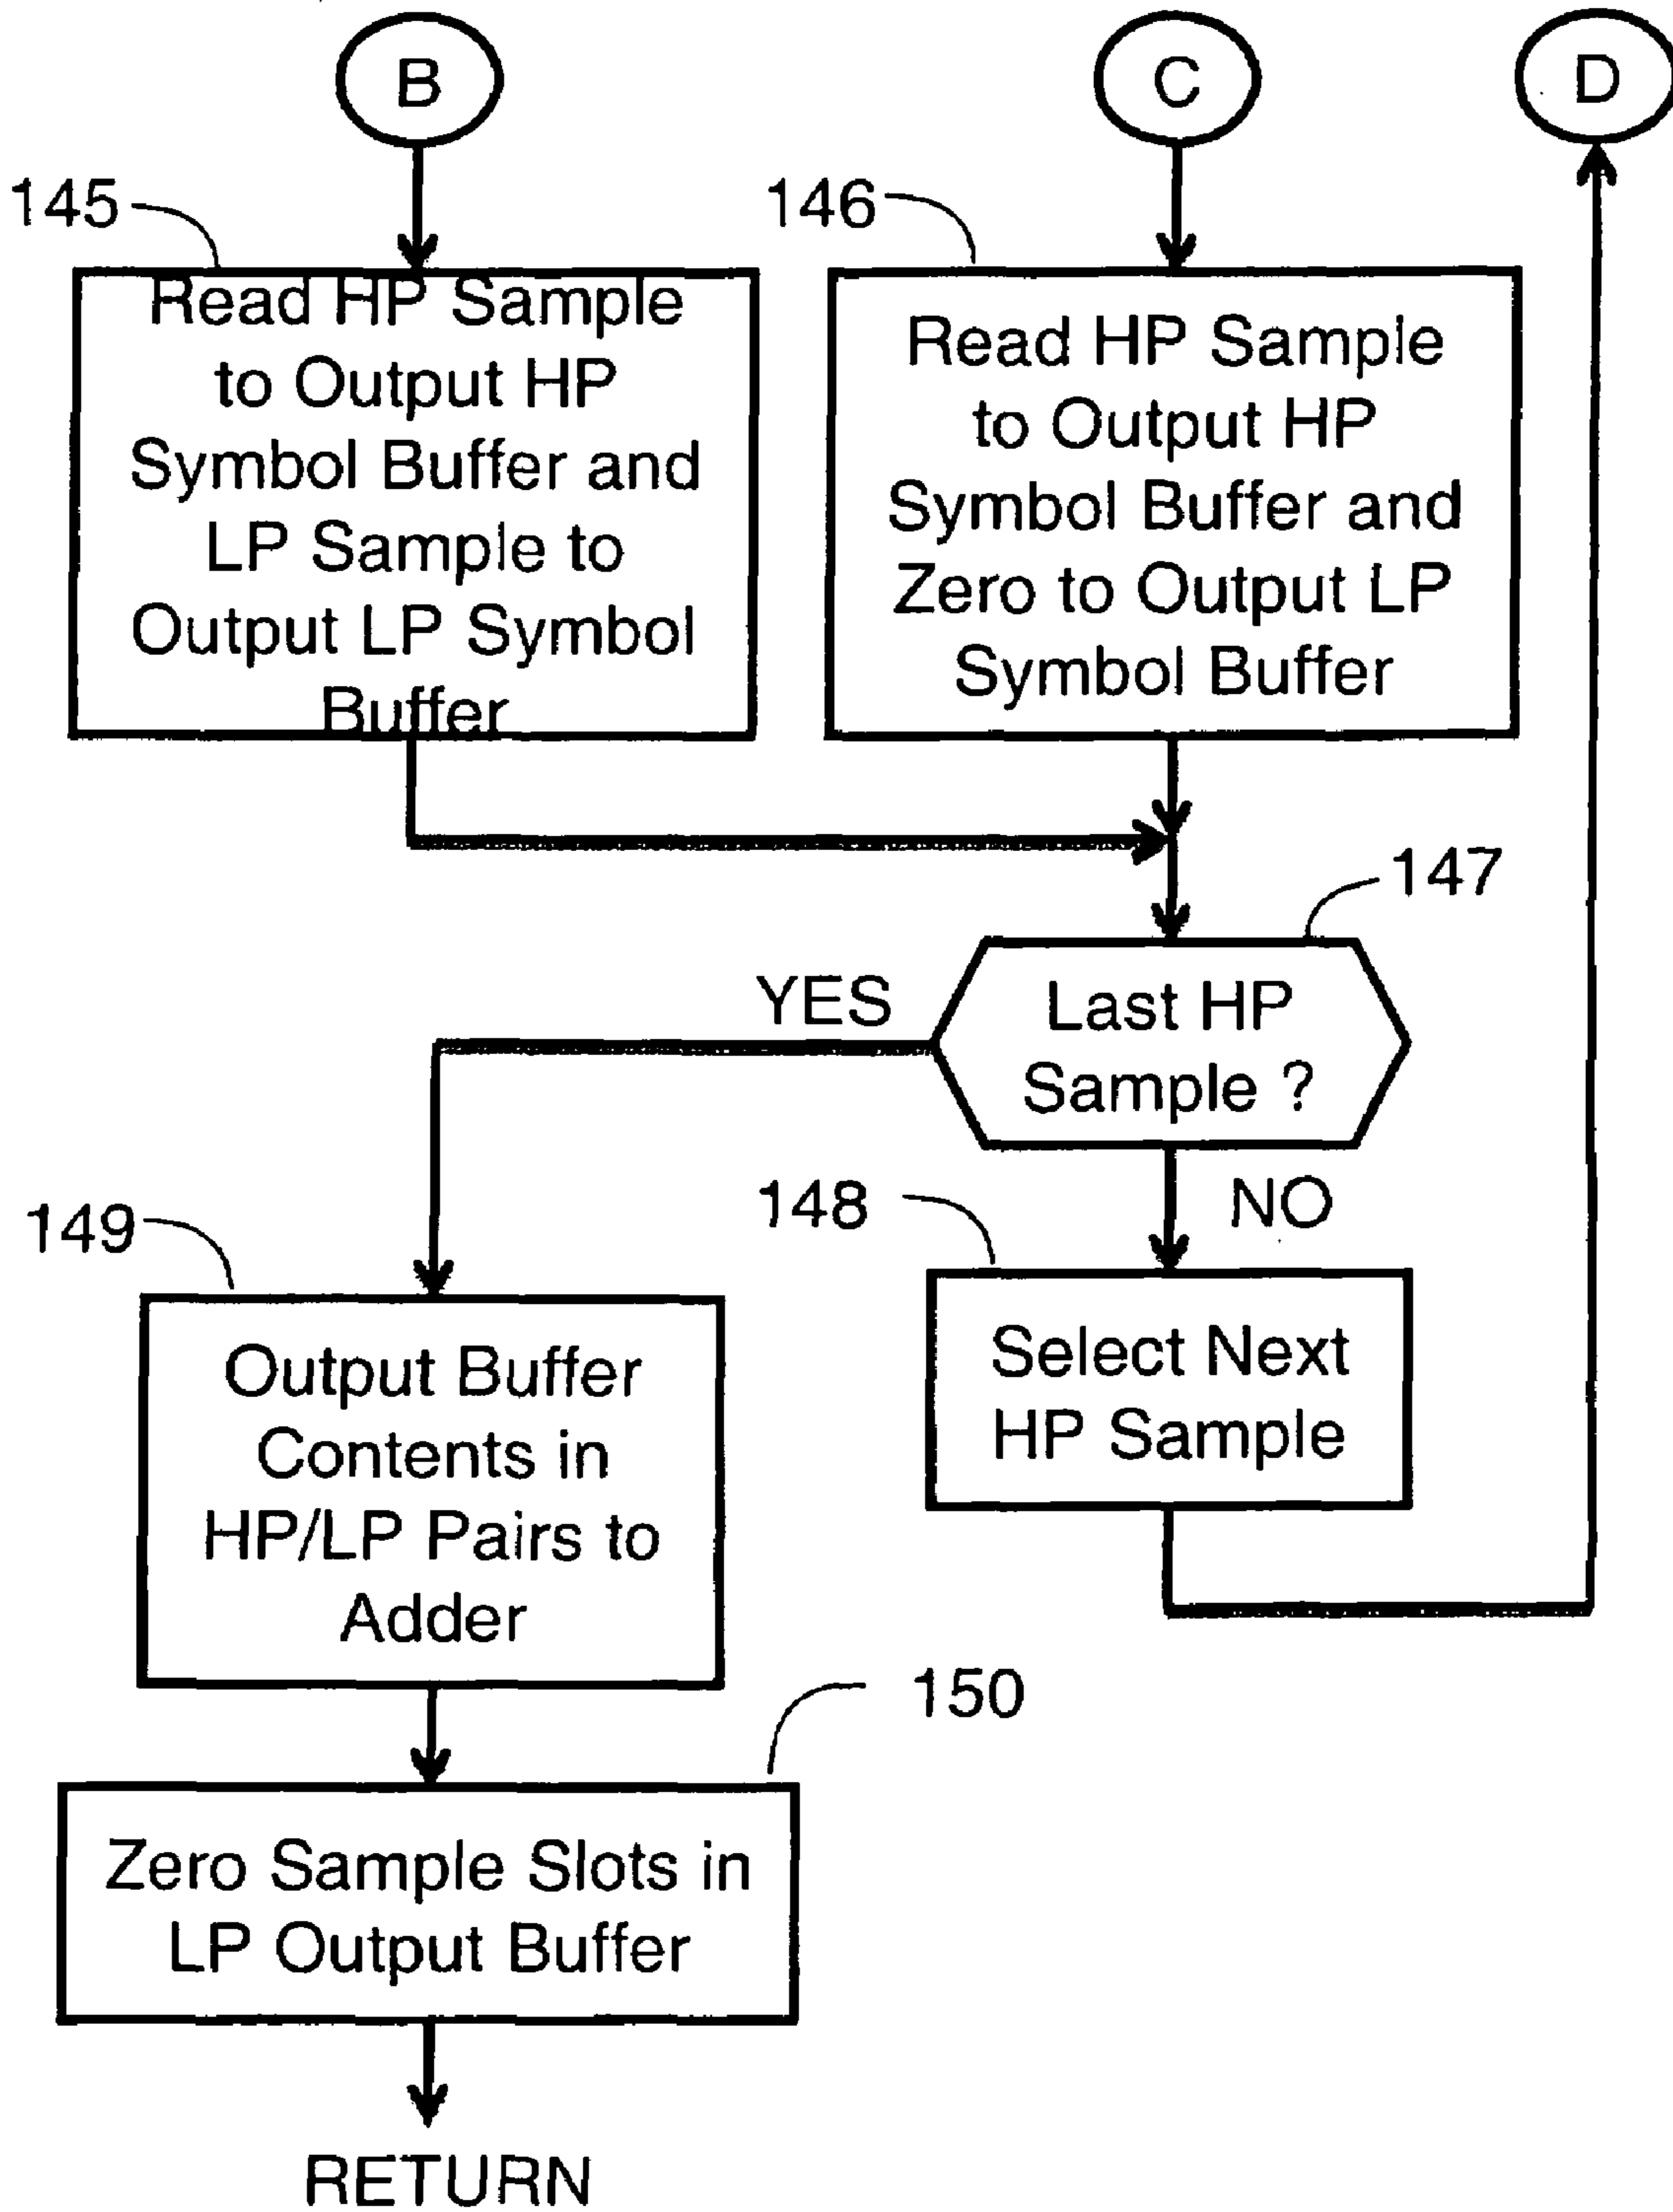 B
C
D
145
146
Read HP Sample
to Output HP
Symbol Buffer and
LP Sample to
Output LP Symbol
Buffer
Read HP Sample
to Output HP
Symbol Buffer and
Zero to Output LP
Symbol Buffer
147
Last HP
Sample ?
YES
NO
148
149
Select Next
HP Sample
Output Buffer
Contents in
HP/LP Pairs to
Adder
150
Zero Sample Slots in
LP Output Buffer
RETURN